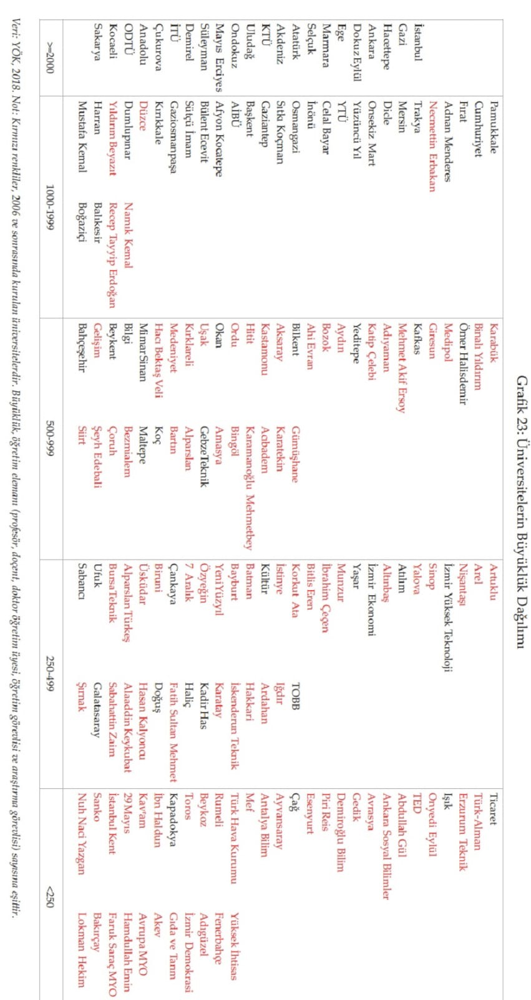 Grafik 23: Üniversitelerin Büyüklük Dağılımı
İstanbul
Gazi
Hacettepe
Ankara
Dokuz Eylül
Ege
Marmara
Selçuk
Atatürk
Akdeniz
KTÜ
Uludağ
Ondokuz
Mayıs Erciyes
Süleyman
Demirel
İTÜ
Çukurova
Anadolu
ODTÜ
Kocaeli
Sakarya
>=2000
Pamukkale
Cumhuriyet
Fırat
Adnan Menderes
Necmettin Erbakan
Trakya
Mersin
Dicle
Onsekiz Mart
Yüzüncü Yıl
YTÜ
Celal Bayar
İnönü
Osmangazi
Sıtkı Koçman
Gaziantep
Başkent
AİBÜ
Afyon Kocatepe
Bülent Ecevit
Sütçü İmam
Gaziosmanpaşa
Kırıkkale
Düzce
Dumlupınar
Yıldırım Beyazıt
Harran
Mustafa Kemal
Namık Kemal
Recep Tayyip Erdoğan
Balıkesir
Boğaziçi
1000-1999
Karabük
Binalı Yıldırım
Ömer Halisdemir
Medipol
Giresun
Kafkas
Mehmet Akif Ersoy
Adıyaman
Katip Çelebi
Yeditepe
Aydın
Bozok
Ahi Evran
Bilkent
Aksaray
Kastamonu
Hitit
Ordu
Okan
Uşak
Kırklareli
Medeniyet
Hacı Bektaş Veli
MimarSinan
Bilgi
Beykent
Gelişim
Bahçeşehir
Gümüşhane
Karatekin
Acıbadem
Karamanoğlu Mehmetbey
Bingöl
Amasya
GebzeTeknik
Alparslan
Bartın
Koç
Maltepe
Bezmialem
Çoruh
Şeyh Edebali
Siirt
500-999
Artuklu
Arel
Nişantaşı
İzmir Yüksek Teknoloji
Sinop
Yalova
Atılım
Altınbaş
İzmir Ekonomi
Yaşar
Munzur
İbrahim Çeçen
Bitlis Eren
Korkut Ata
İstinye
Kültür
Batman
Bayburt
YeniYüzyıl
Özyeğin
7 Aralık
Çankaya
Biruni
Üsküdar
Alparslan Türkeş
BursaTeknik
Ufuk
Sabancı
TOBB
Iğdır
Ardahan
Hakkari
İskenderun Teknik
Karatay
Kadir Has
Haliç
Fatih Sultan Mehmet
Doğuş
Hasan Kalyoncu
Alaaddin Keykubat
Sabahattin Zaim
Galatasaray
Şırnak
250-499
Ticaret
Türk-Alman
Erzurum Teknik
Işık
Onyedi Eylül
TED
Abdullah Gül
Ankara Sosyal Bilimler
Avrasya
Gedik
Demiroğlu Bilim
Piri Reis
Esenyurt
Çağ
Ayvansaray
Antalya Bilim
Mef
Türk Hava Kurumu
Rumeli
Beykoz
Toros
Kapadokya
İbn Haldun
Kav'am
29 Mayıs
İstanbul Kent
Sanko
Nuh Naci Yazgan
Yüksek İhtisas
Fenerbahçe
Adıgüzel
İzmir Demokrasi
Gıda ve Tarım
Akev
Avrupa MYO
Hamdullah Emin
Faruk Saraç MYO
Bakırçay
Lokman Hekim
<250
Veri: YÖK, 2018. Not: Kırmızı renkliler, 2006 ve sonrasında kurulan üniversitelerdir. Büyüklük, öğretim elemanı (profesör, doçent, doktor öğretim üyesi, öğretim görevlisi ve araştırma görevlisi) sayısına eşittir.